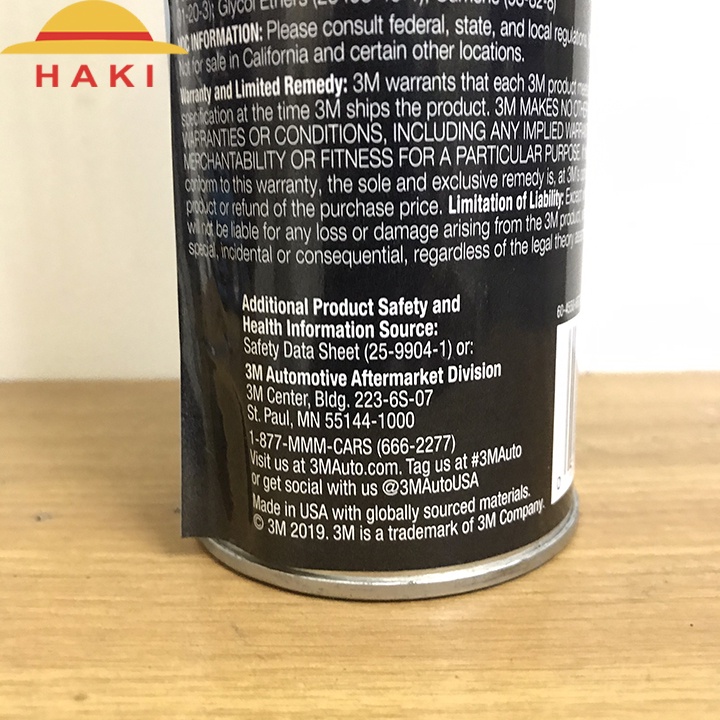 HAKI
Glycol Ethers
VOC INFORMATION: Please consult federal, state, and local regulations.
Not for sale in California and certain other locations.
Warranty and Limited Remedy: 3M warrants that each 3M product
specification at the time 3M ships the product. 3M MAKES NO OTHER
WARRANTIES OR CONDITIONS, INCLUDING ANY IMPLIED
MERCHANTABILITY OR FITNESS FOR A PARTICULAR PURPOSE.
conform to this warranty, the sole and exclusive remedy is, at 3M's
product or refund of the purchase price. Limitation of Liability:
will not be liable for any loss or damage arising from the 3M product,
special, incidental or consequential, regardless of the legal theory
Additional Product Safety and
Health Information Source:
Safety Data Sheet (25-9904-1) or:
3M Automotive Aftermarket Division
3M Center, Bldg. 223-6S-07
St. Paul, MN 55144-1000
1-877-MMM-CARS (666-2277)
Visit us at 3MAuto.com. Tag us at #3MAuto
or get social with us @3MAutoUSA
Made in USA with globally sourced materials.
© 3M 2019. 3M is a trademark of 3M Company.